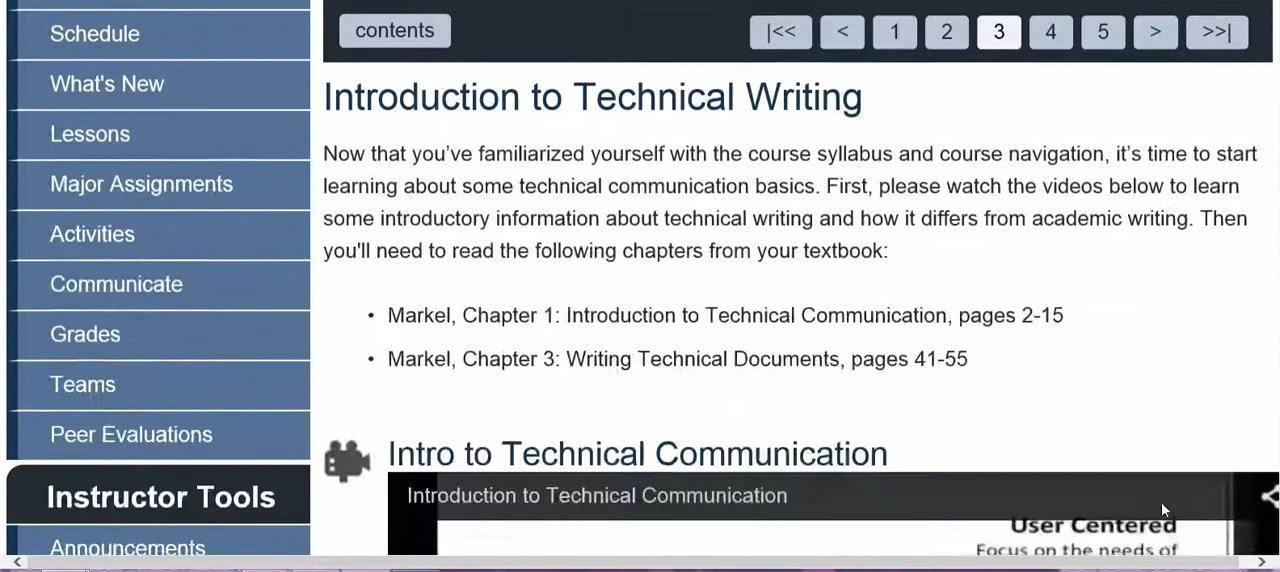 Schedule
What's New
Lessons
Major Assignments
Activities
Communicate
Grades
Teams
Peer Evaluations
Instructor Tools
Announcements
contents
|<< < 1 2 3 4 5 > >>|
Introduction to Technical Writing
Now that you’ve familiarized yourself with the course syllabus and course navigation, it’s time to start
learning about some technical communication basics. First, please watch the videos below to learn
some introductory information about technical writing and how it differs from academic writing. Then
you'll need to read the following chapters from your textbook:
• Markel, Chapter 1: Introduction to Technical Communication, pages 2-15
• Markel, Chapter 3: Writing Technical Documents, pages 41-55
Intro to Technical Communication
Introduction to Technical Communication
User Centered
Focus on the needs of